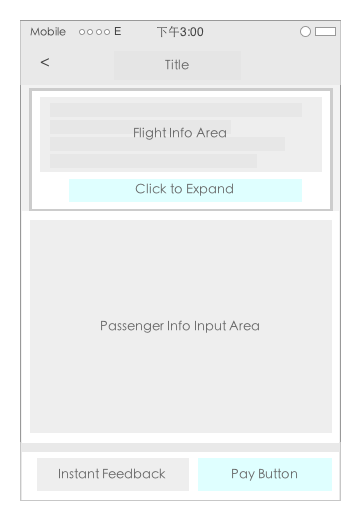 Mobile ○○○○ E 下午3:00
<
Title
Flight Info Area
Click to Expand
Passenger Info Input Area
Instant Feedback Pay Button